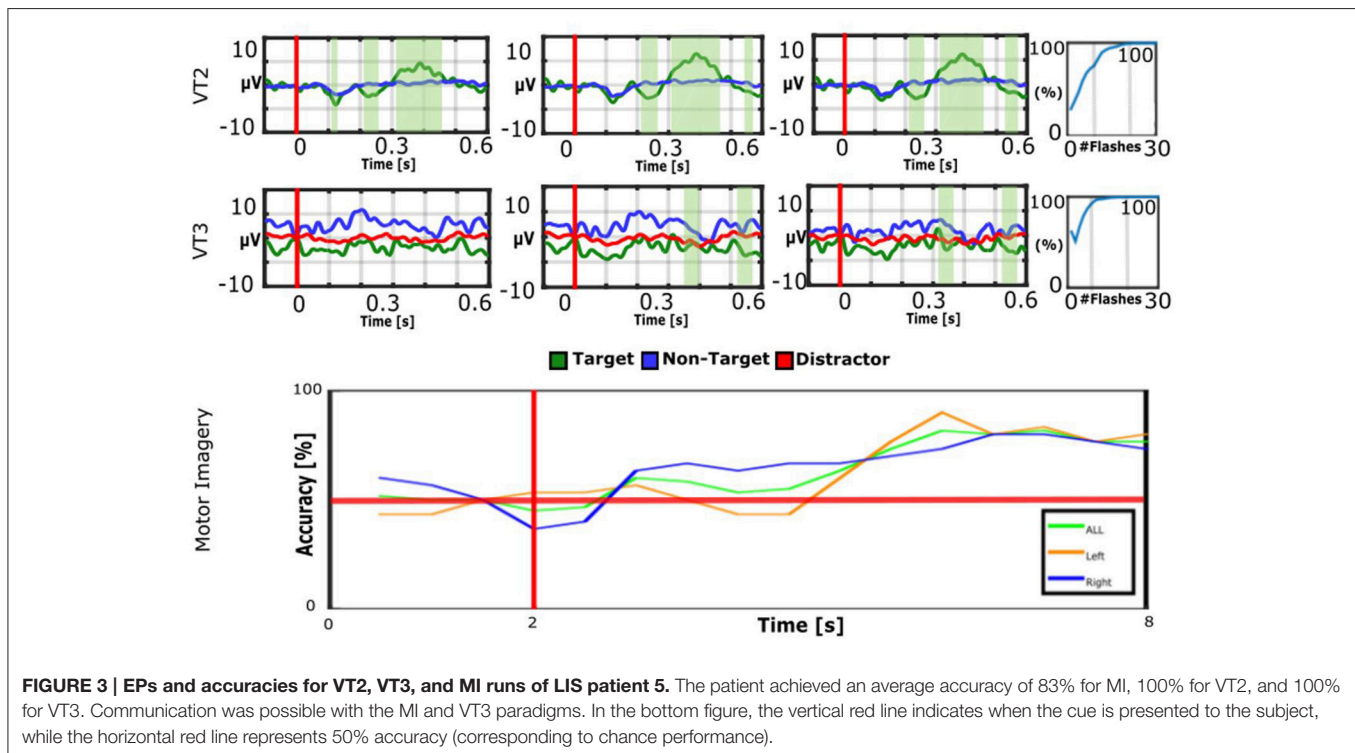 VT2
10
µV
-10
0
0.3
0.6
Time [s]
10
µV
-10
0
0.3
0.6
Time [s]
10
µV
-10
0
0.3
0.6
Time [s]
100
100
(%)
0
0
#Flashes
30
VT3
10
µV
-10
0
0.3
0.6
Time [s]
10
µV
-10
0
0.3
0.6
Time [s]
10
µV
-10
0
0.3
0.6
Time [s]
100
100
(%)
0
0
#Flashes
30
Target Non-Target Distractor
Motor Imagery
Accuracy [%]
100
0
0
2
8
Time [s]
ALL
Left
Right
FIGURE 3 | EPs and accuracies for VT2, VT3, and MI runs of LIS patient 5. The patient achieved an average accuracy of 83% for MI, 100% for VT2, and 100%
for VT3. Communication was possible with the MI and VT3 paradigms. In the bottom figure, the vertical red line indicates when the cue is presented to the subject,
while the horizontal red line represents 50% accuracy (corresponding to chance performance).